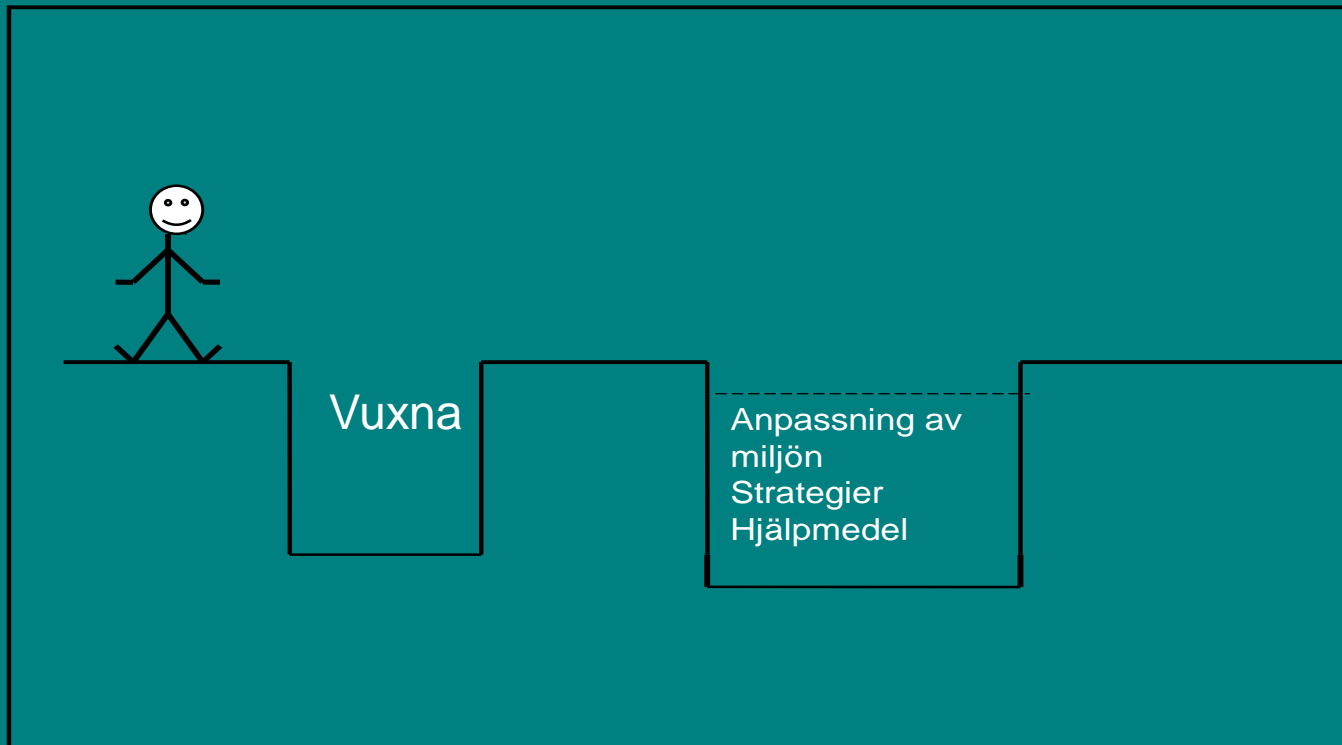 Vuxna
Anpassning av
miljön
Strategier
Hjälpmedel